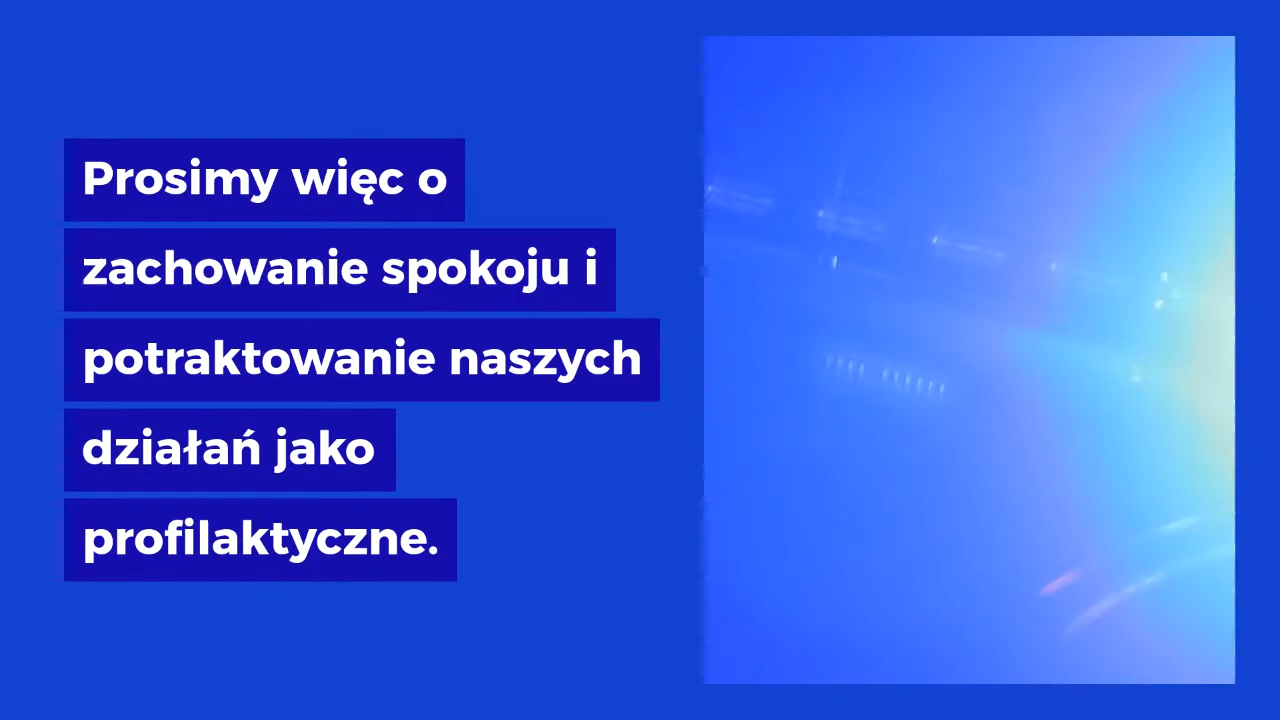 Prosimy więc o
zachowanie spokoju i
potraktowanie naszych
działań jako
profilaktyczne.